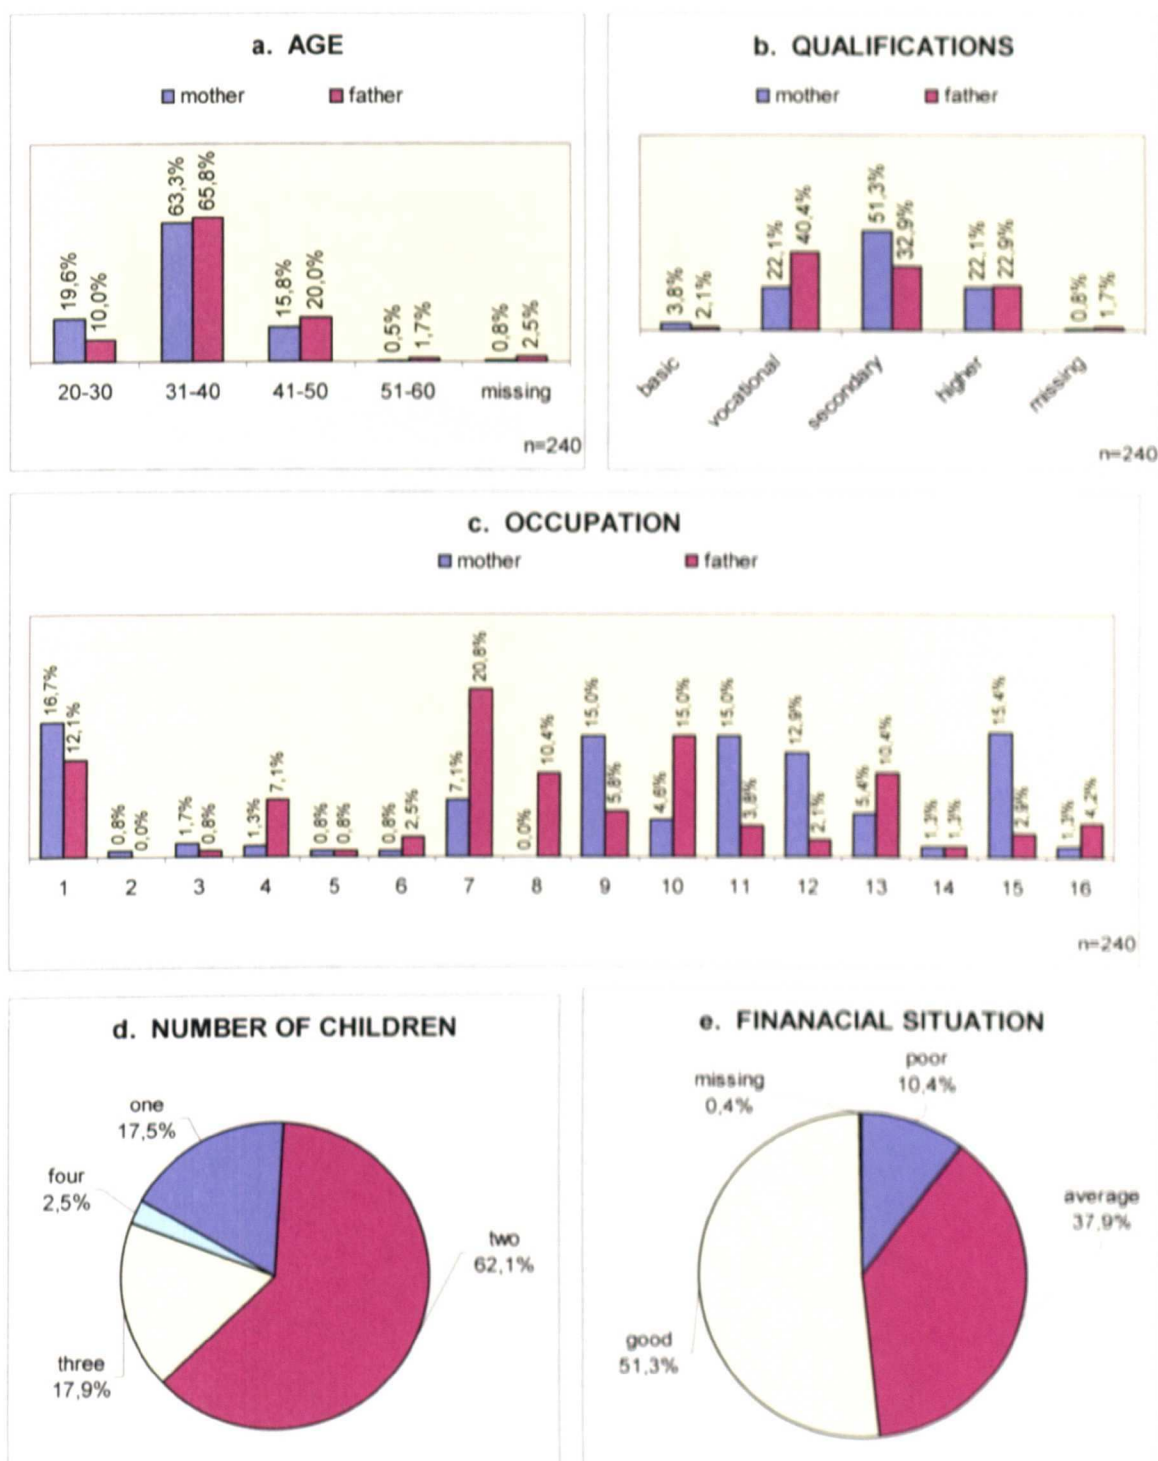 a. AGE
mother father
19,6% 10,0% 63,3% 65,8% 15,8% 20,0% 0,5% 1,7% 0,8% 2,5%
20-30 31-40 41-50 51-60 missing
n=240
b. QUALIFICATIONS
mother father
3,8% 2,1% 22,1% 40,4% 51,3% 32,9% 22,1% 22,9% 0,8% 1,7%
basic vocational secondary higher missing
n=240
c. OCCUPATION
mother father
16,7% 12,1% 0,8% 0,0% 1,7% 0,8% 1,3% 7,1% 0,8% 0,8% 0,8% 2,5% 7,1% 20,8% 0,0% 10,4% 15,0% 5,8% 4,6% 15,0% 15,0% 3,8% 12,9% 2,1% 5,4% 10,4% 1,3% 1,3% 15,4% 2,9% 1,3% 4,2%
1 2 3 4 5 6 7 8 9 10 11 12 13 14 15 16
n=240
d. NUMBER OF CHILDREN
one
17,5%
four
2,5%
two
62,1%
three
17,9%
e. FINANACIAL SITUATION
poor
10,4%
missing
0,4%
average
37,9%
good
51,3%